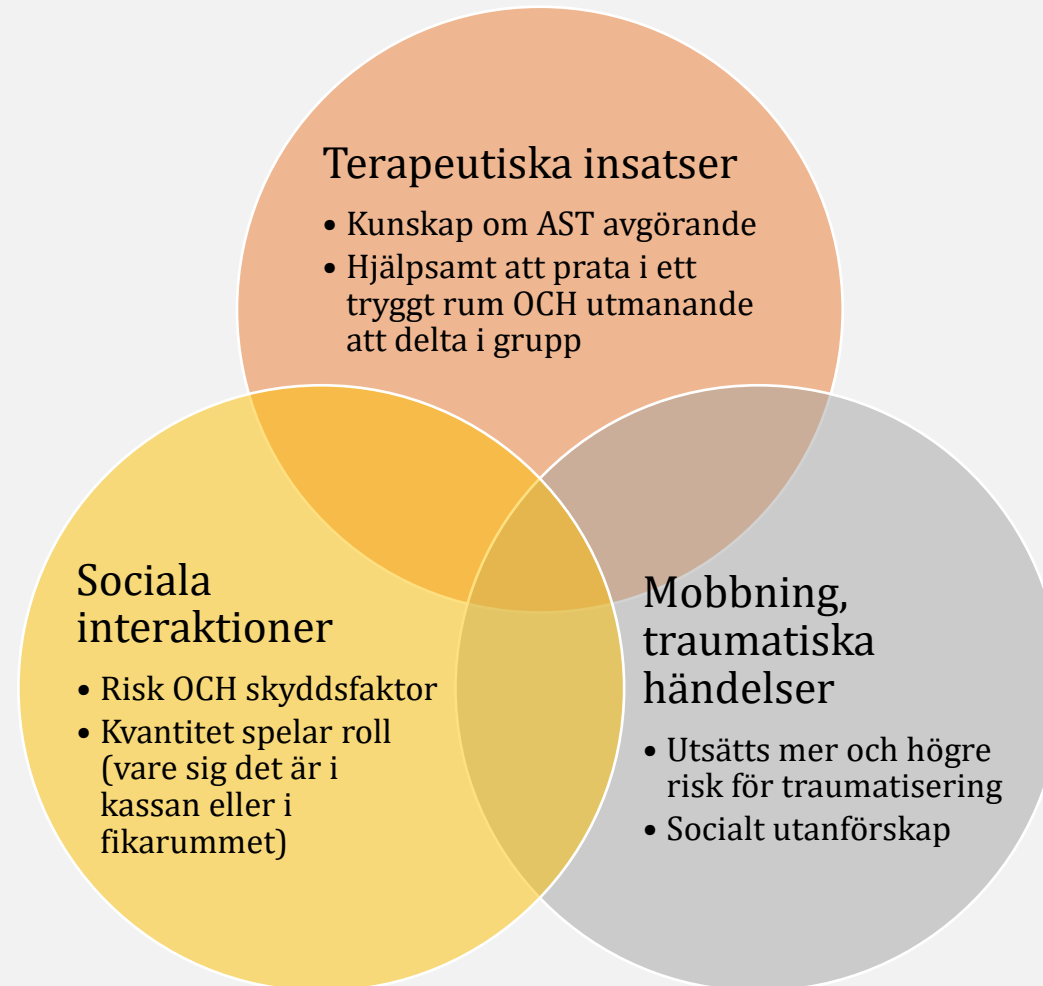 Terapeutiska insatser
• Kunskap om AST avgörande
• Hjälpsamt att prata i ett
tryggt rum OCH utmanande
att delta i grupp
Sociala
interaktioner
• Risk OCH skyddsfaktor
• Kvantitet spelar roll
(vare sig det är i
kassan eller i
fikarummet)
Mobbning,
traumatiska
händelser
• Utsätts mer och högre
risk för traumatisering
• Socialt utanförskap